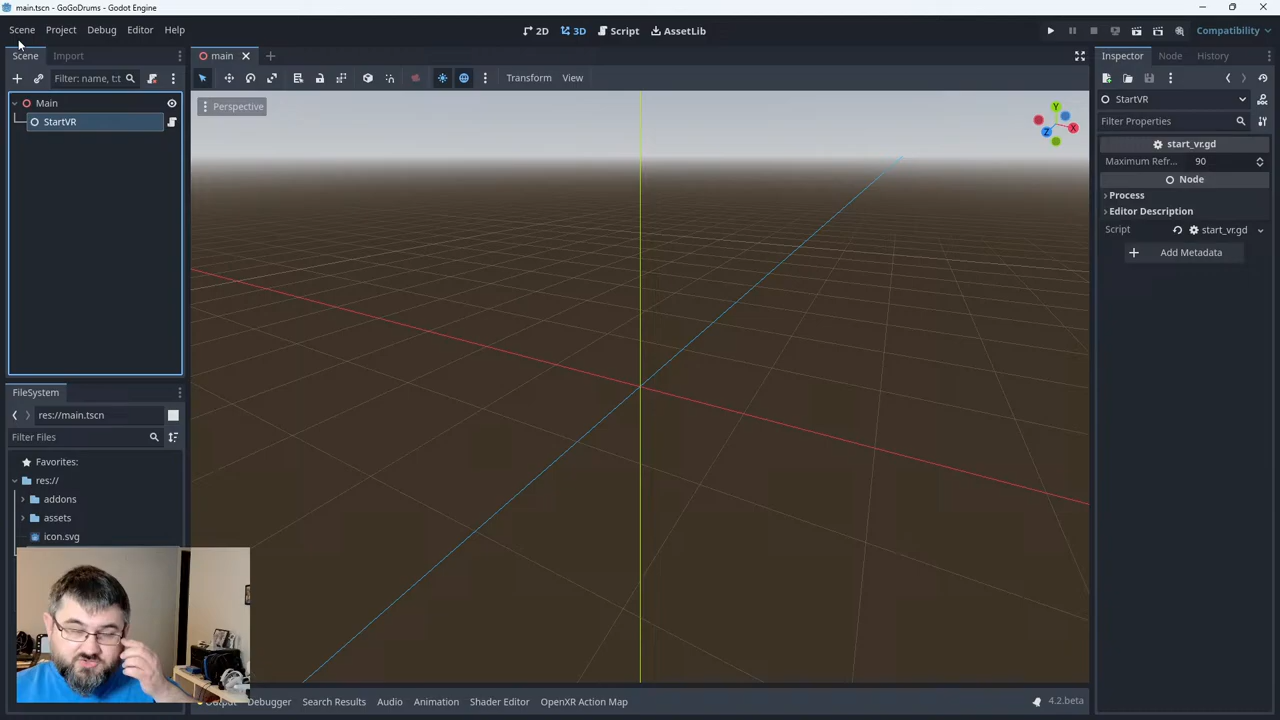 main.tscn - GoGoDrums - Godot Engine
Scene Project Debug Editor Help
2D 3D Script AssetLib
Compatibility
Scene Import
main
Inspector Node History
Filter: name, t:t
Transform View
Main
StartVR
Perspective
Y
X
Z
StartVR
Filter Properties
start_vr.gd
Maximum Refr... 90
Node
Process
Editor Description
Script start_vr.gd
Add Metadata
FileSystem
res://main.tscn
Filter Files
Favorites:
res://
addons
assets
icon.svg
Debugger Search Results Audio Animation Shader Editor OpenXR Action Map
4.2.beta